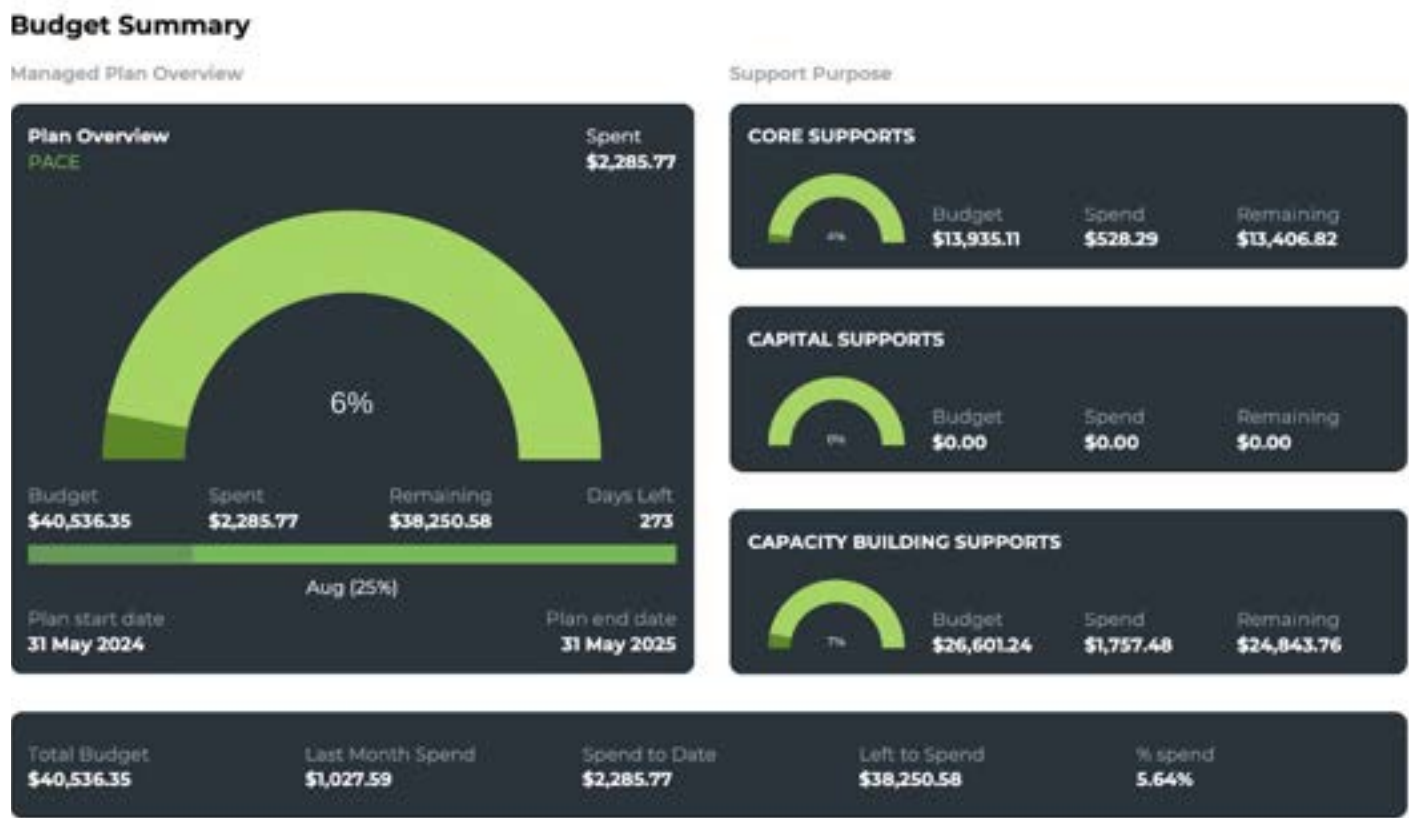 Budget Summary
Managed Plan Overview
Plan Overview
PACE
Spent
$2,285.77
6%
Budget Spent Remaining Days Left
$40,536.35 $2,285.77 $38,250.58 273
Aug (25%)
Plan start date Plan end date
31 May 2024 31 May 2025
Support Purpose
CORE SUPPORTS
Budget Spend Remaining
4% $13,935.11 $528.29 $13,406.82
CAPITAL SUPPORTS
Budget Spend Remaining
0% $0.00 $0.00 $0.00
CAPACITY BUILDING SUPPORTS
Budget Spend Remaining
7% $26,601.24 $1,757.48 $24,843.76
Total Budget Last Month Spend Spend to Date Left to Spend % spend
$40,536.35 $1,027.59 $2,285.77 $38,250.58 5.64%